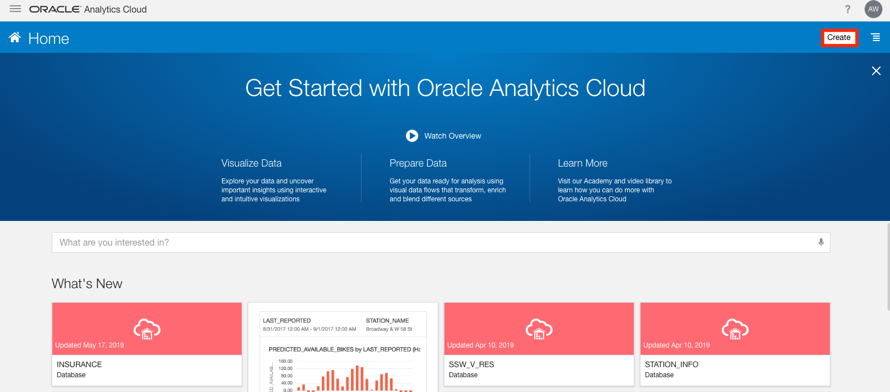 ORACLE Analytics Cloud
?
AW
Home
Create
Get Started with Oracle Analytics Cloud
Watch Overview
Visualize Data
Explore your data and uncover
important insights using interactive
and intuitive visualizations
Prepare Data
Get your data ready for analysis using
visual data flows that transform, enrich
and blend different sources
Learn More
Visit our Academy and video library to
learn how you can do more with
Oracle Analytics Cloud
What are you interested in?
What's New
Updated May 17, 2019
INSURANCE
Database
LAST_REPORTED
8/31/2017 12:00 AM - 9/1/2017 12:00 AM
STATION_NAME
Broadway & W 58 St
PREDICTED_AVAILABLE_BIKES by LAST_REPORTED (Ho
160.00
120.00
80.00
40.00
0.00
Updated Apr 10, 2019
SSW_V_RES
Database
Updated Apr 10, 2019
STATION_INFO
Database